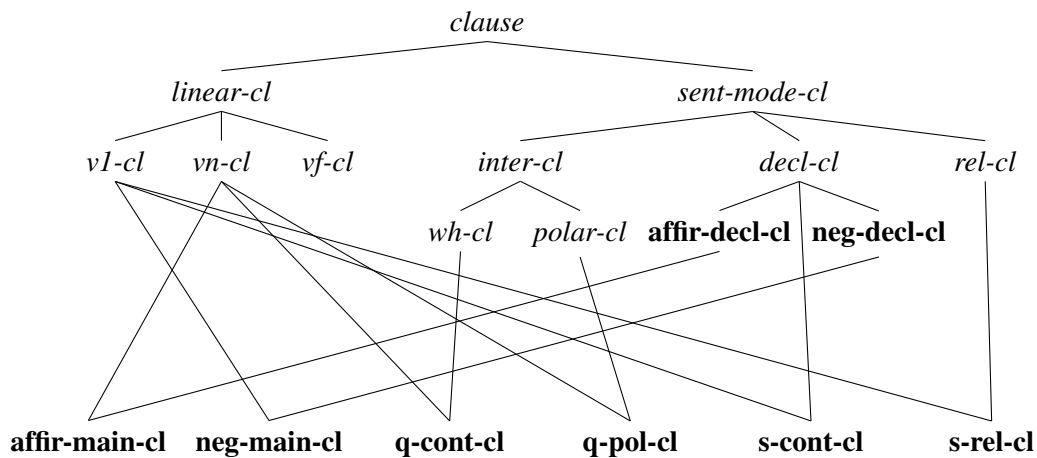 clause
linear-cl sent-mode-cl
v1-cl vn-cl vf-cl inter-cl decl-cl rel-cl
wh-cl polar-cl affir-decl-cl neg-decl-cl
affir-main-cl neg-main-cl q-cont-cl q-pol-cl s-cont-cl s-rel-cl